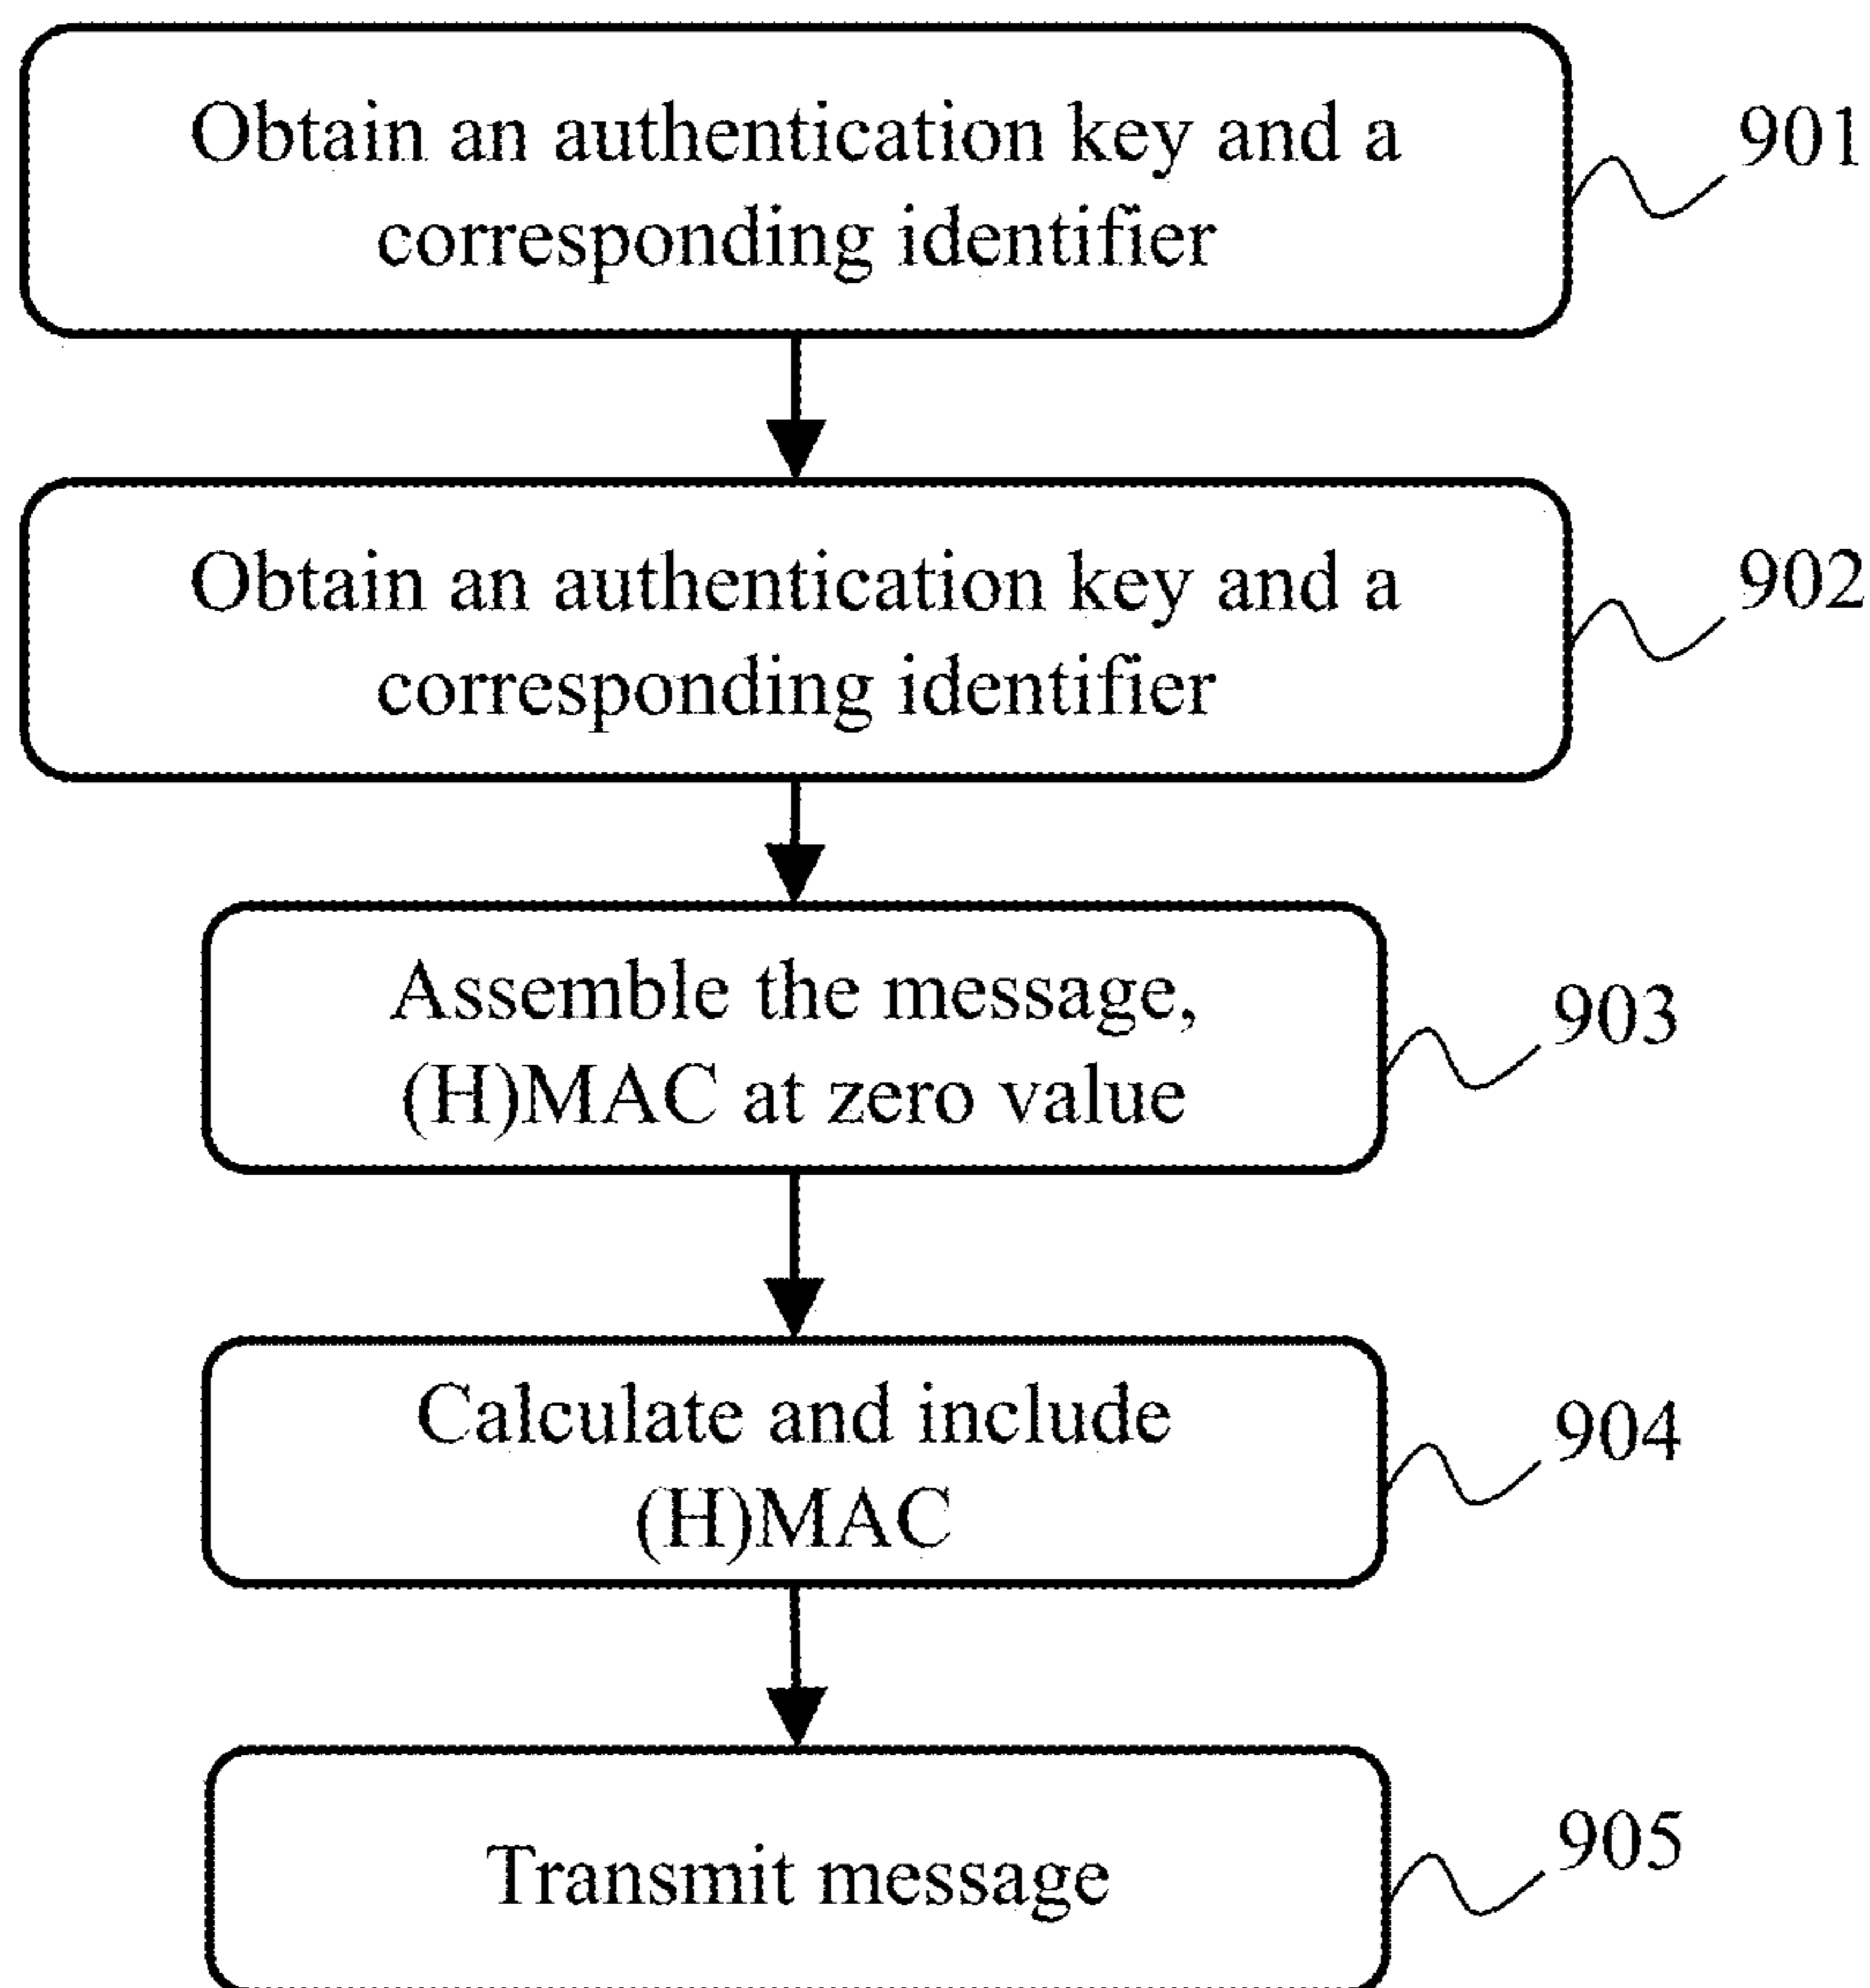 Obtain an authentication key and a
corresponding identifier
901
Obtain an authentication key and a
corresponding identifier
902
Assemble the message,
(H)MAC at zero value
903
Calculate and include
(H)MAC
904
Transmit message
905